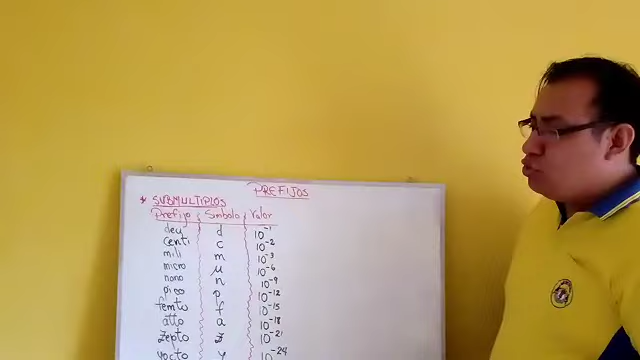 PREFIJOS
* SUBMULTIPLOS
Prefijo Símbolo Valor
deci d 10⁻¹
centi c 10⁻²
mili m 10⁻³
micro μ 10⁻⁶
nano n 10⁻⁹
pico p 10⁻¹²
femto f 10⁻¹⁵
atto a 10⁻¹⁸
zepto z 10⁻²¹
yocto y 10⁻²⁴